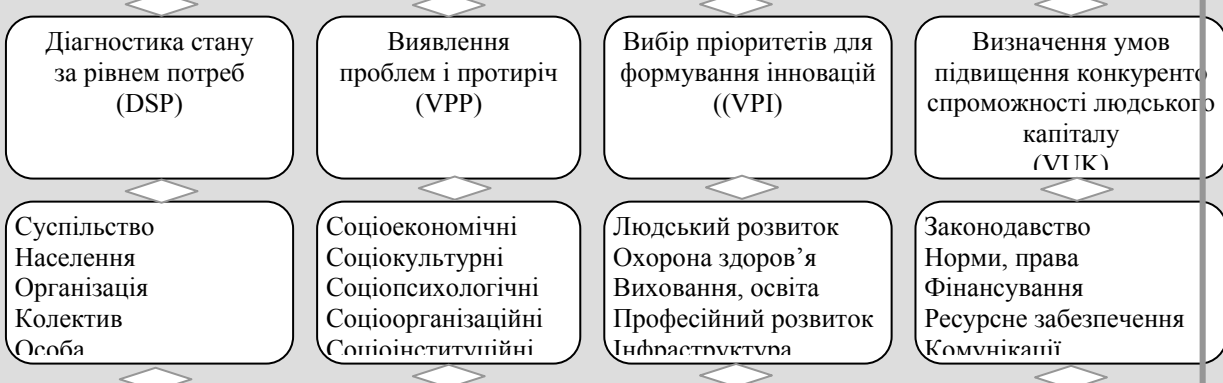 Діагностика стану
за рівнем потреб
(DSP)
Виявлення
проблем і протиріч
(VPP)
Вибір пріоритетів для
формування інновацій
((VPI)
Визначення умов
підвищення конкуренто
спроможності людського
капіталу
(VUK)
Суспільство
Населення
Організація
Колектив
Особа
Соціоекономічні
Соціокультурні
Соціопсихологічні
Соціоорганізаційні
Соціоінституційні
Людський розвиток
Охорона здоров’я
Виховання, освіта
Професійний розвиток
Інфраструктура
Законодавство
Норми, права
Фінансування
Ресурсне забезпечення
Комунікації